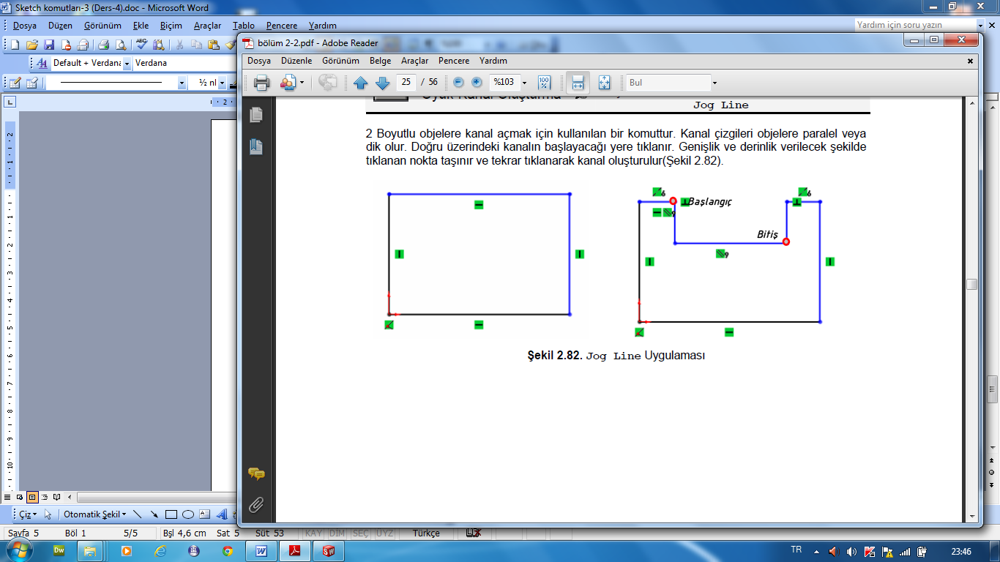 Sketch komutları-3 (Ders-4).doc - Microsoft Word
Dosya Düzen Görünüm Ekle Biçim Araçlar Tablo Pencere Yardım
Yardım için soru yazın
Default + Verdana Verdana
½ nl
bölüm 2-2.pdf - Adobe Reader
Dosya Düzenle Görünüm Belge Araçlar Pencere Yardım
25 / 56 %103 Bul
Jog Line
2 Boyutlu objelere kanal açmak için kullanılan bir komuttur. Kanal çizgileri objelere paralel veya
dik olur. Doğru üzerindeki kanalın başlayacağı yere tıklanır. Genişlik ve derinlik verilecek şekilde
tıklanan nokta taşınır ve tekrar tıklanarak kanal oluşturulur(Şekil 2.82).
Başlangıç
Bitiş
Şekil 2.82. Jog Line Uygulaması
Çiz Otomatik Şekil
Sayfa 5 Böl 1 5/5 Bşl 4,6 cm Sat 5 Süt 53 KAY DİM SEÇ ÜYZ Türkçe
TR 23:46